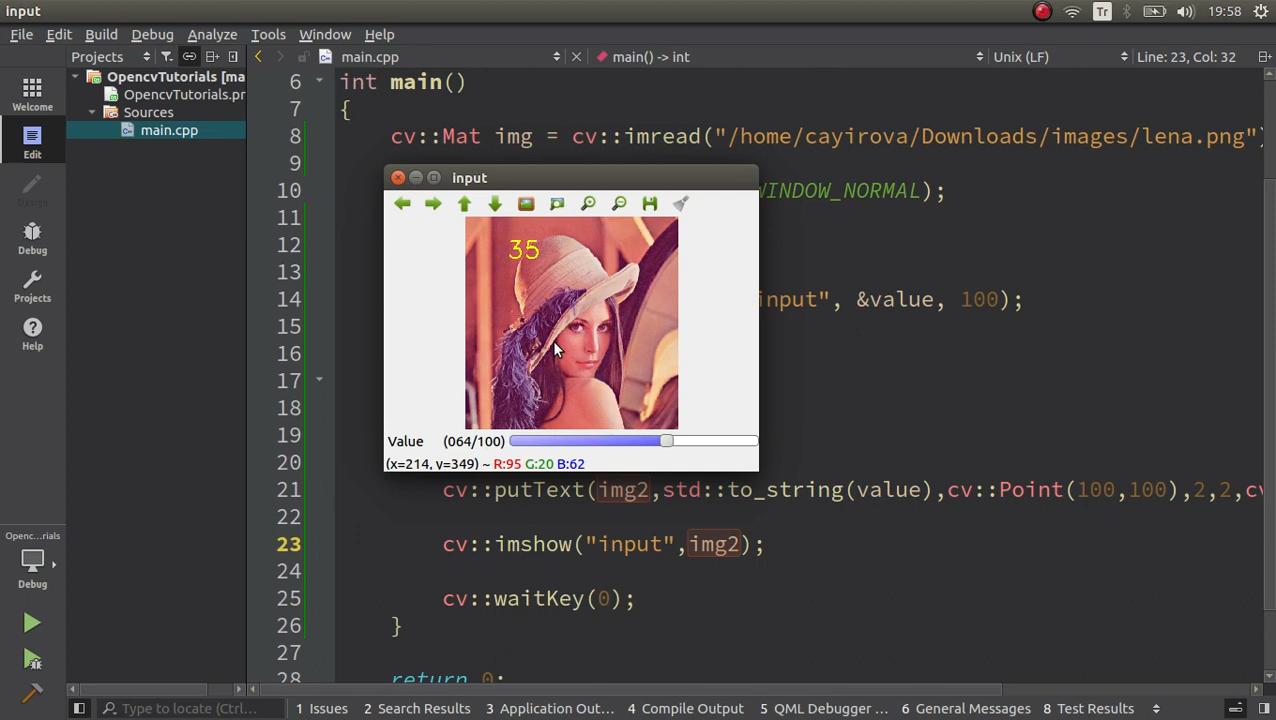 input
Tr
19:58
File Edit Build Debug Analyze Tools Window Help
Projects
main.cpp
main() -> int
Unix (LF)
Line: 23, Col: 32
Welcome
Edit
Design
Debug
Projects
Help
Openc...rials
Debug
OpencvTutorials [ma
OpencvTutorials.pr
Sources
main.cpp
6 int main()
7 {
8 cv::Mat img = cv::imread("/home/cayirova/Downloads/images/lena.png")
9
10 WINDOW_NORMAL);
11
12
13
14 input", &value, 100);
15
16
17
18
19
20
21 cv::putText(img2,std::to_string(value),cv::Point(100,100),2,2,cv
22
23 cv::imshow("input",img2);
24
25 cv::waitKey(0);
26 }
27
28 return 0;
input
35
Value (064/100)
(x=214, y=349) ~ R:95 G:20 B:62
Type to locate (Ctrl...
1 Issues
2 Search Results
3 Application Out...
4 Compile Output
5 QML Debugger ...
6 General Messages
8 Test Results